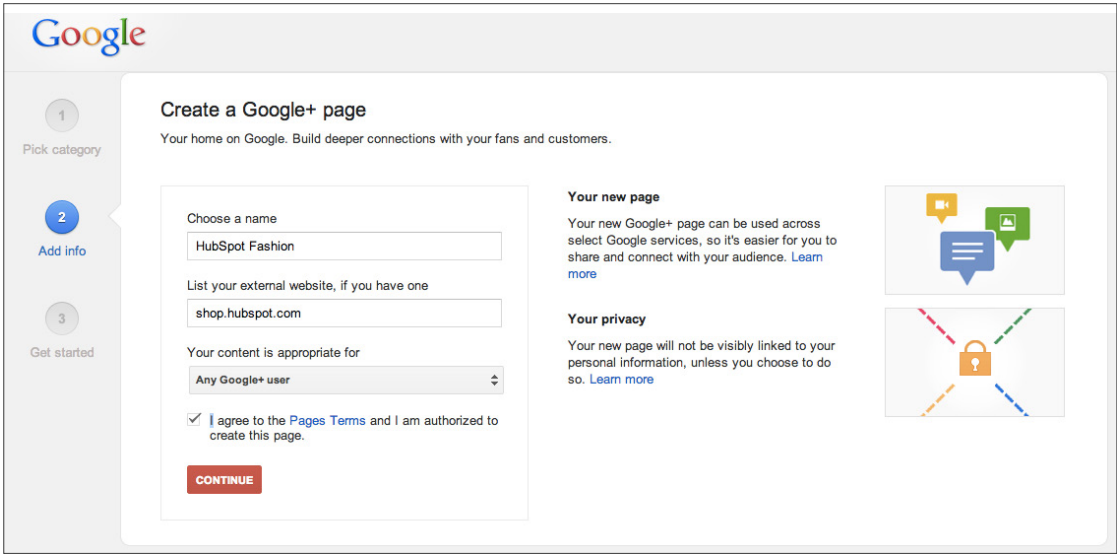 Google
1
Pick category
2
Add info
3
Get started
Create a Google+ page
Your home on Google. Build deeper connections with your fans and customers.
Choose a name
HubSpot Fashion
List your external website, if you have one
shop.hubspot.com
Your content is appropriate for
Any Google+ user
I agree to the Pages Terms and I am authorized to
create this page.
CONTINUE
Your new page
Your new Google+ page can be used across
select Google services, so it's easier for you to
share and connect with your audience. Learn
more
Your privacy
Your new page will not be visibly linked to your
personal information, unless you choose to do
so. Learn more